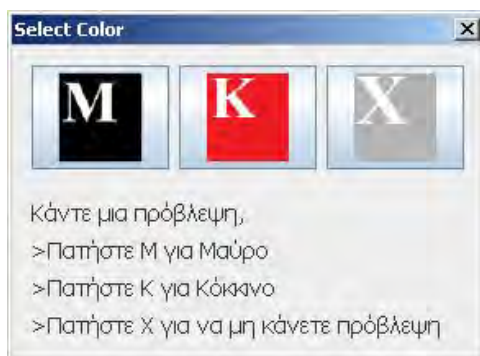 Select Color
Μ Κ Χ
Κάντε μια πρόβλεψη,
>Πατήστε Μ για Μαύρο
>Πατήστε Κ για Κόκκινο
>Πατήστε Χ για να μη κάνετε πρόβλεψη